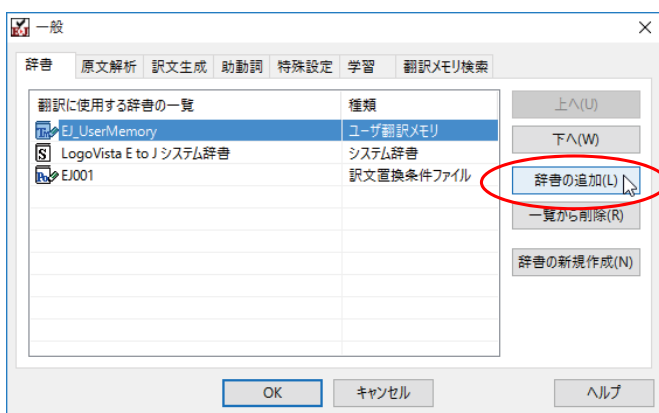 一般
辞書 原文解析 訳文生成 助動詞 特殊設定 学習 翻訳メモリ検索
翻訳に使用する辞書の一覧 種類
EJ_UserMemory ユーザ翻訳メモリ
LogoVista E to J システム辞書 システム辞書
EJ001 訳文置換条件ファイル
上へ(U)
下へ(W)
辞書の追加(L)
一覧から削除(R)
辞書の新規作成(N)
OK キャンセル ヘルプ